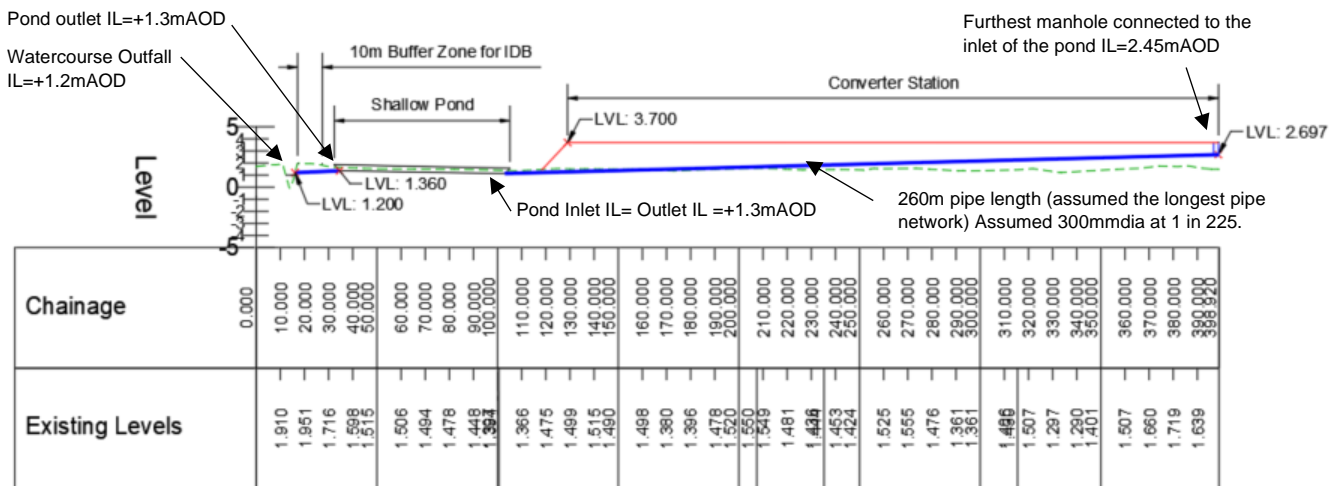 Pond outlet IL=+1.3mAOD
Watercourse Outfall
IL=+1.2mAOD
10m Buffer Zone for IDB
Shallow Pond
Furthest manhole connected to the
inlet of the pond IL=2.45mAOD
Converter Station
LVL: 3.700
LVL: 2.697
LVL: 1.360
LVL: 1.200
Pond Inlet IL= Outlet IL =+1.3mAOD
260m pipe length (assumed the longest pipe
network) Assumed 300mmdia at 1 in 225.
Level
5
4
3
2
1
0
-1
-2
-3
-4
-5
Chainage
0.000 10.000 20.000 30.000 40.000 50.000 60.000 70.000 80.000 90.000 100.000 110.000 120.000 130.000 140.000 150.000 160.000 170.000 180.000 190.000 200.000 210.000 220.000 230.000 240.000 250.000 260.000 270.000 280.000 290.000 300.000 310.000 320.000 330.000 340.000 350.000 360.000 370.000 380.000 390.000 398.920
Existing Levels
1.910 1.951 1.716 1.598 1.515 1.506 1.494 1.478 1.448 1.366 1.475 1.499 1.515 1.490 1.498 1.380 1.396 1.478 1.520 1.550 1.549 1.481 1.453 1.424 1.525 1.555 1.476 1.361 1.361 1.507 1.297 1.290 1.401 1.507 1.660 1.719 1.639